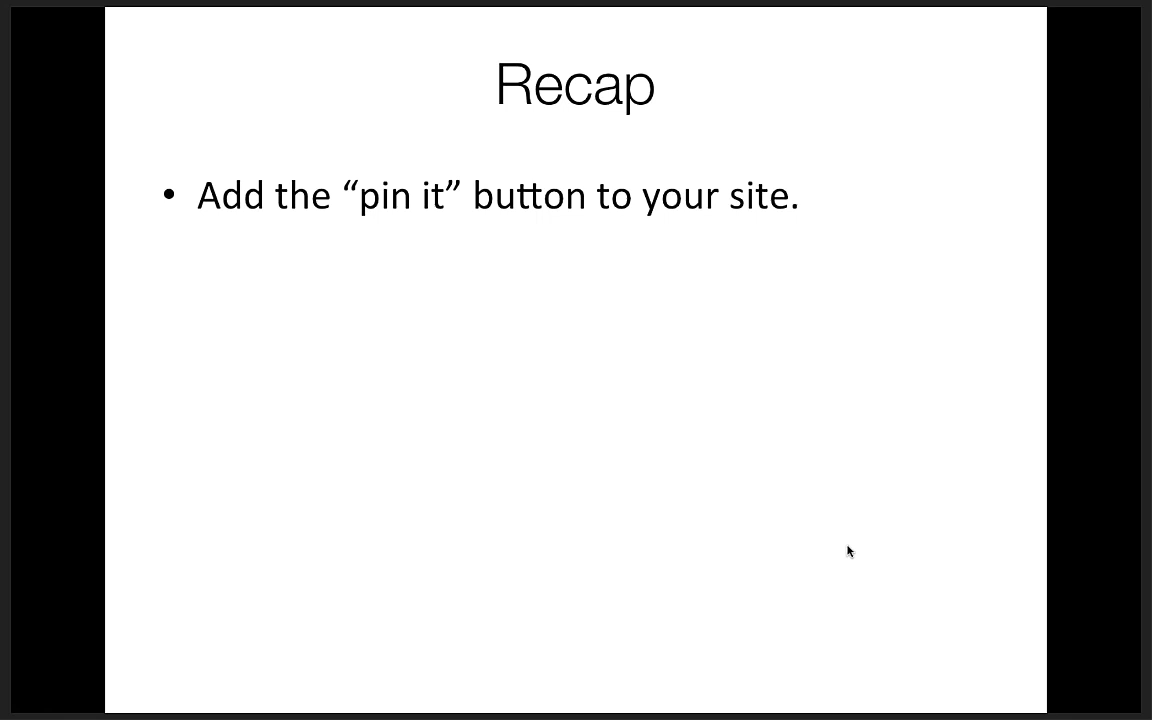 Recap
• Add the “pin it” button to your site.